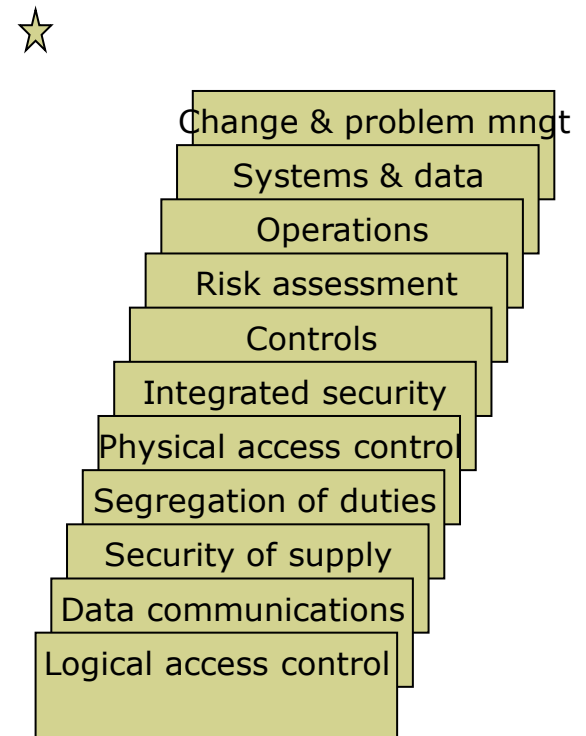 Change & problem mngt
Systems & data
Operations
Risk assessment
Controls
Integrated security
Physical access control
Segregation of duties
Security of supply
Data communications
Logical access control